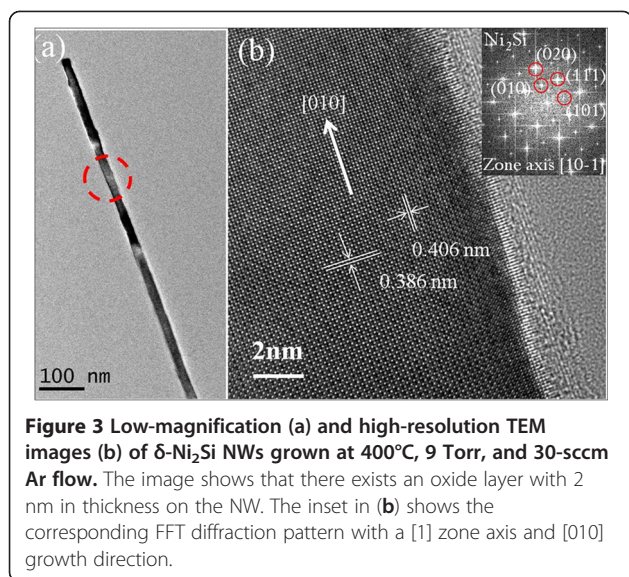 (a)
100 nm
(b)
Ni₂Si
(020)
(111)
(010)
(101)
Zone axis [10-1]
[010]
0.406 nm
0.386 nm
2nm
Figure 3 Low-magnification (a) and high-resolution TEM
images (b) of δ-Ni₂Si NWs grown at 400°C, 9 Torr, and 30-sccm
Ar flow. The image shows that there exists an oxide layer with 2
nm in thickness on the NW. The inset in (b) shows the
corresponding FFT diffraction pattern with a [1] zone axis and [010]
growth direction.